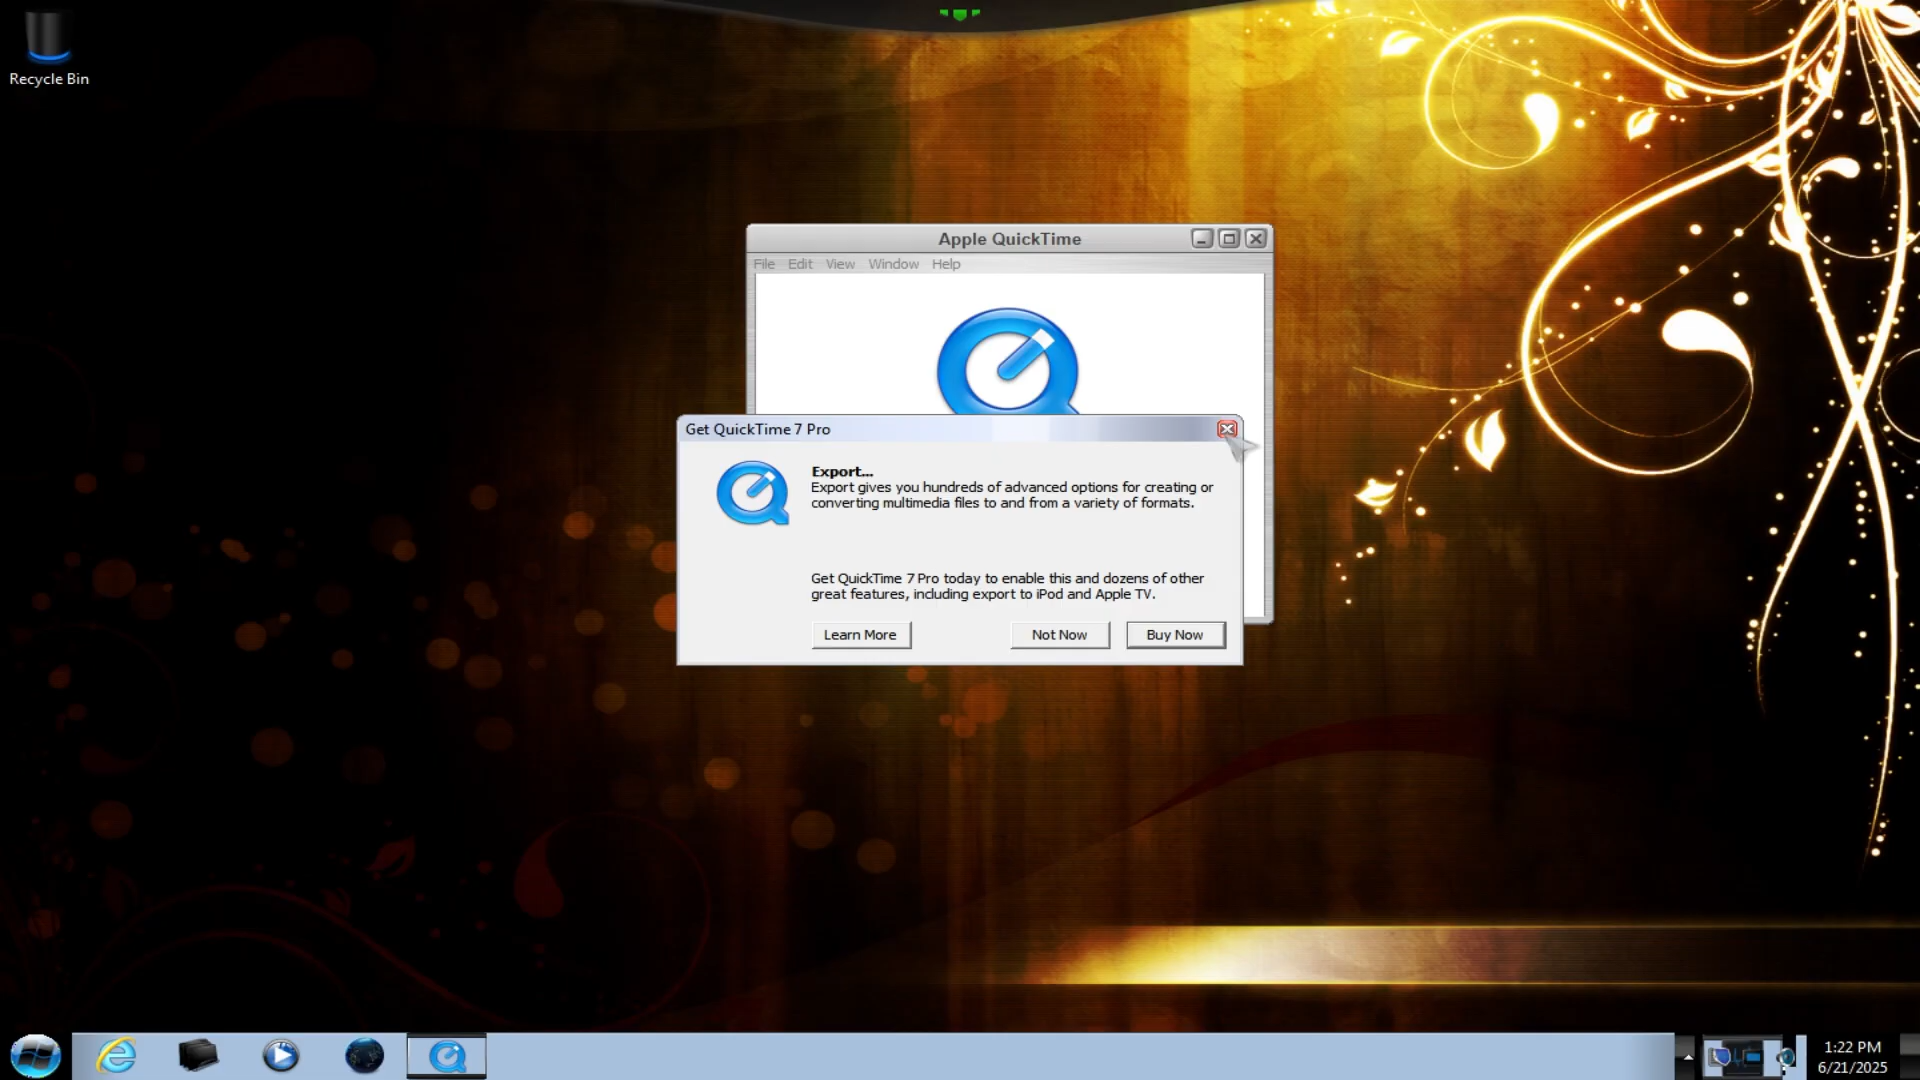 Recycle Bin
Apple QuickTime
File Edit View Window Help
Get QuickTime 7 Pro
Export...
Export gives you hundreds of advanced options for creating or
converting multimedia files to and from a variety of formats.
Get QuickTime 7 Pro today to enable this and dozens of other
great features, including export to iPod and Apple TV.
Learn More
Not Now
Buy Now
1:22 PM
6/21/2025